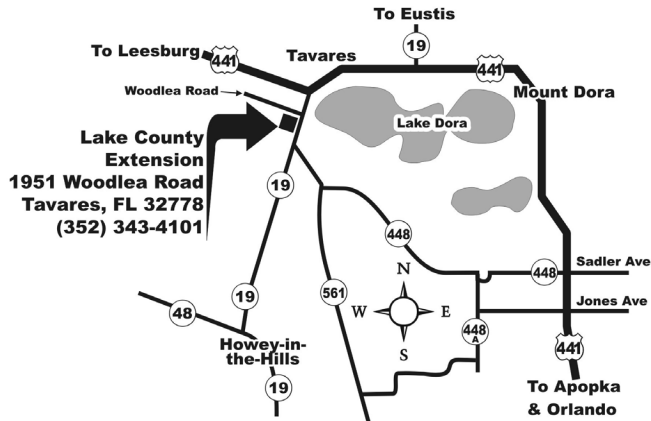 To Eustis
19
To Leesburg
441
Tavares
441
Woodlea Road
Mount Dora
Lake Dora
Lake County
Extension
1951 Woodlea Road
Tavares, FL 32778
(352) 343-4101
19
448
448
Sadler Ave
N
W E
S
561
19
48
Jones Ave
448
A
Howey-in-
the-Hills
441
19
To Apopka
& Orlando